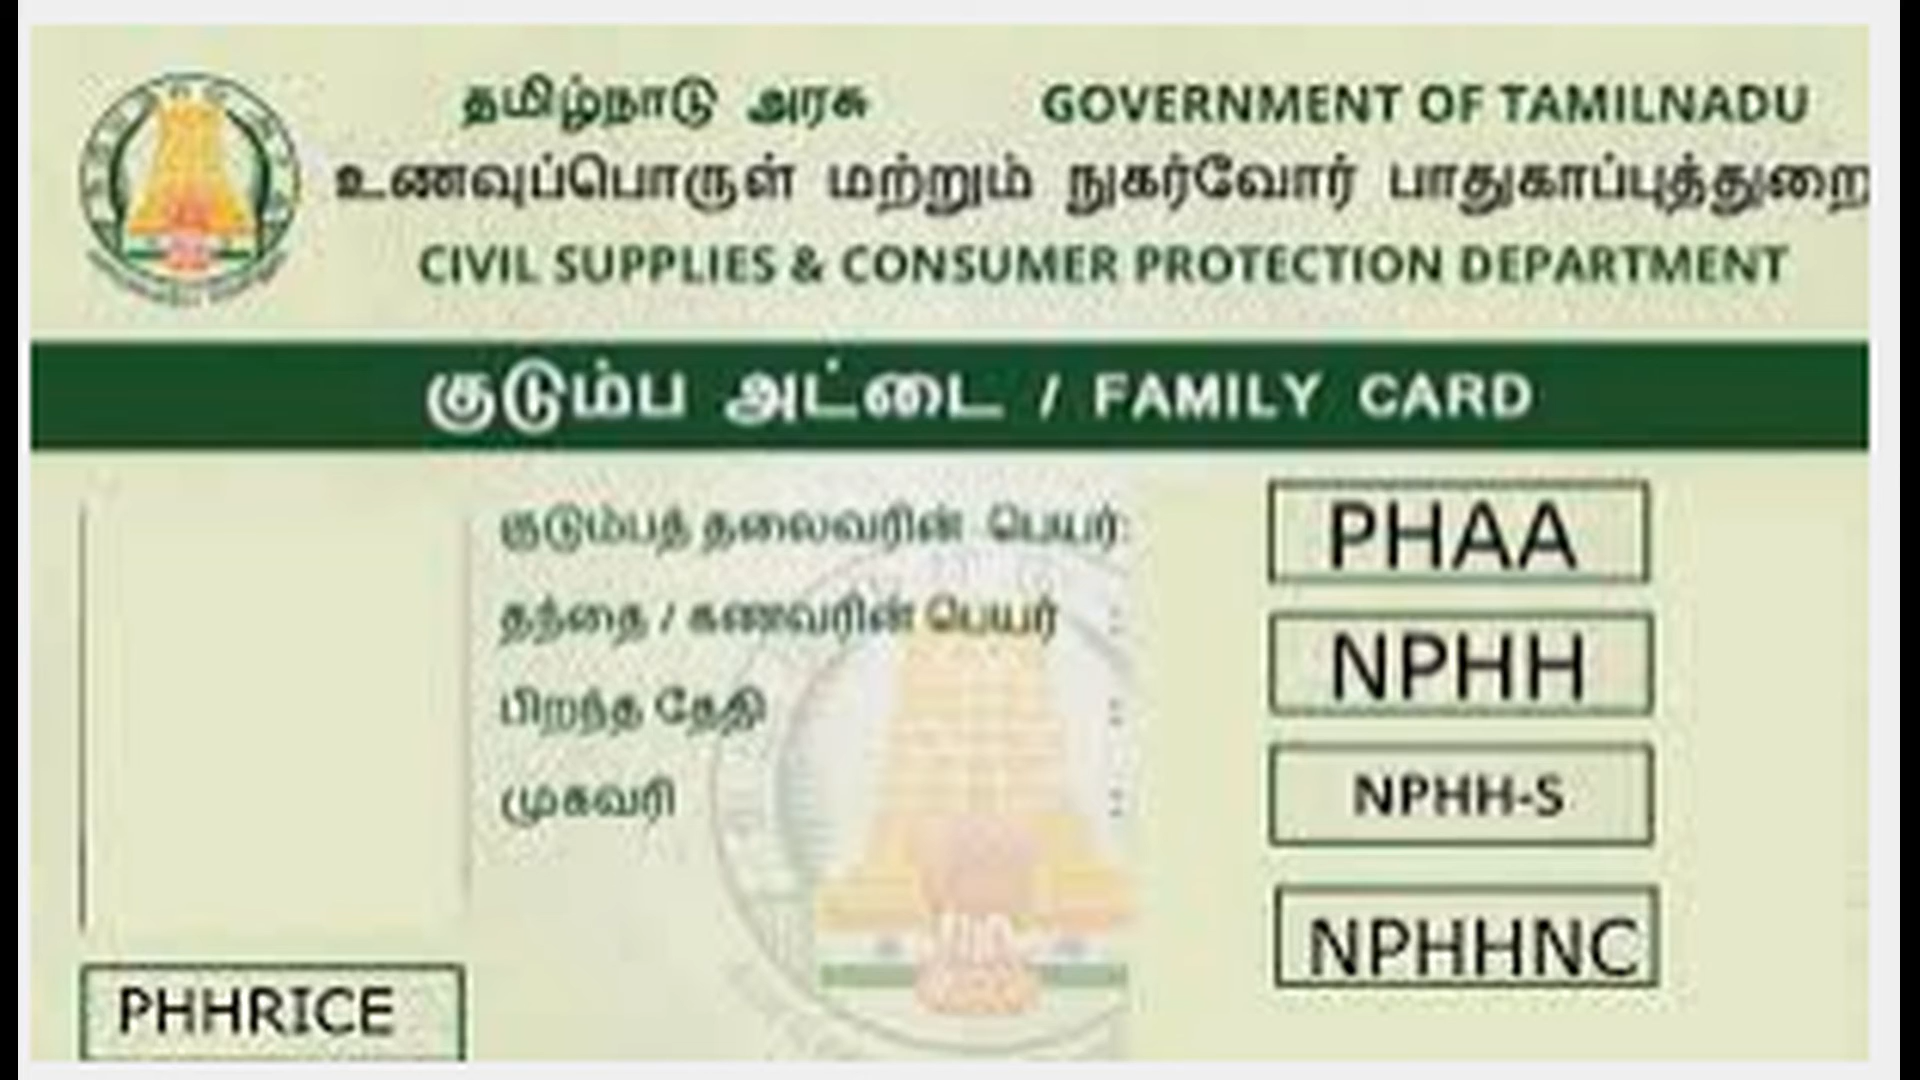 தமிழ்நாடு அரசு GOVERNMENT OF TAMILNADU
உணவுப்பொருள் மற்றும் நுகர்வோர் பாதுகாப்புத்துறை
CIVIL SUPPLIES & CONSUMER PROTECTION DEPARTMENT
குடும்ப அட்டை / FAMILY CARD
குடும்பத் தலைவரின் பெயர்:
தந்தை / கணவரின் பெயர் :
பிறந்த தேதி :
முகவரி :
PHAA
NPHH
NPHH-S
NPHHNC
PHHRICE